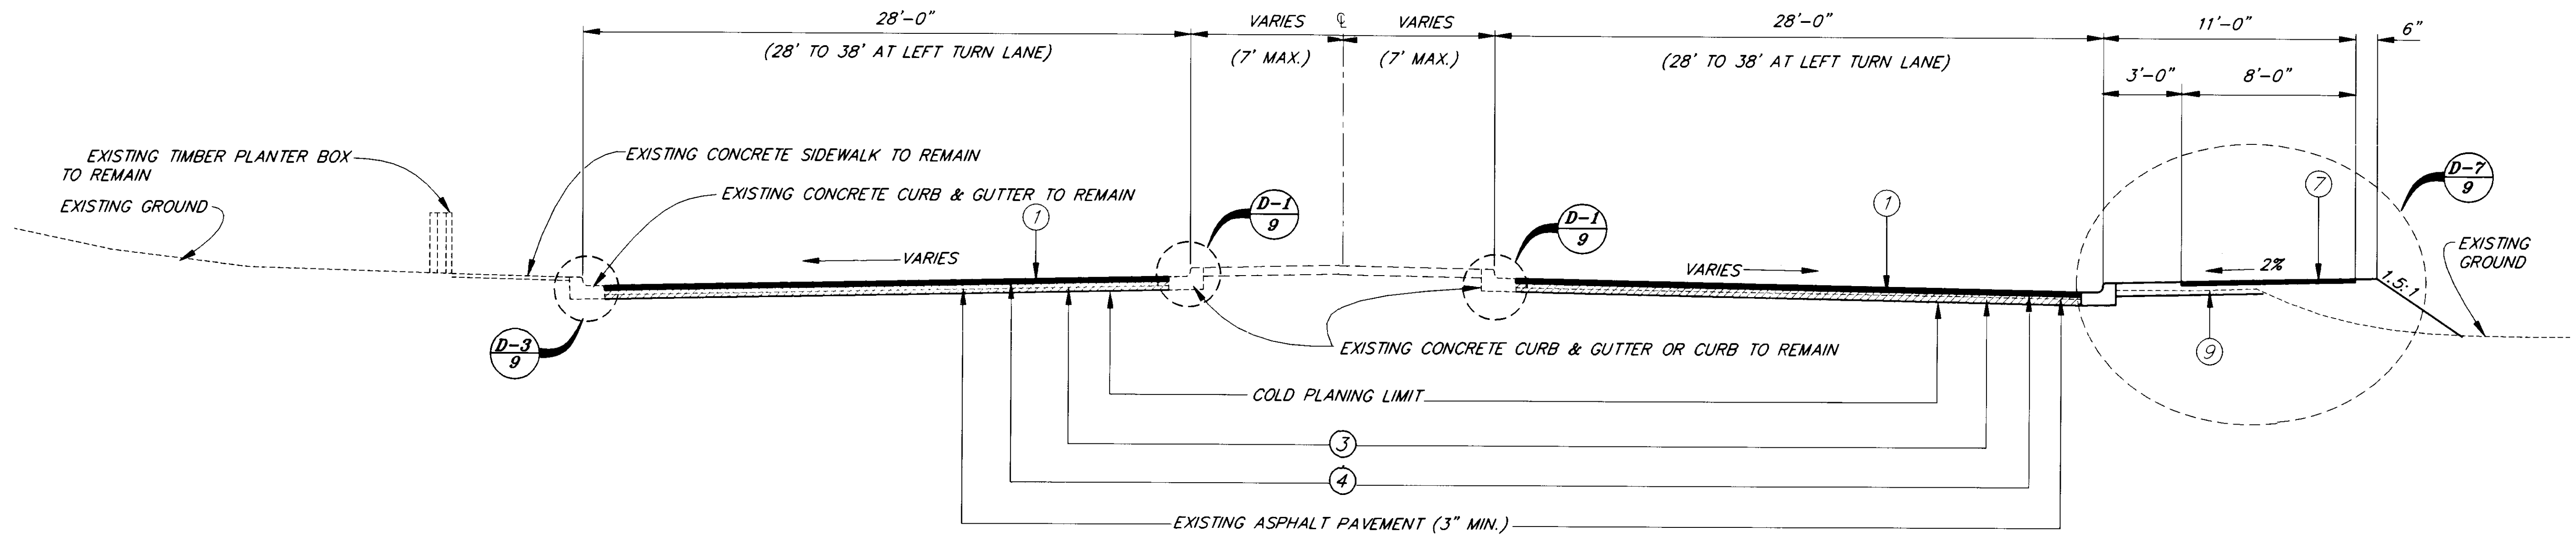 28'-0"
VARIES ℄ VARIES
28'-0"
11'-0"
6"
(28' TO 38' AT LEFT TURN LANE)
(7' MAX.)
(7' MAX.)
(28' TO 38' AT LEFT TURN LANE)
3'-0"
8'-0"
EXISTING TIMBER PLANTER BOX
TO REMAIN
EXISTING CONCRETE SIDEWALK TO REMAIN
EXISTING GROUND
EXISTING CONCRETE CURB & GUTTER TO REMAIN
1
D-1
9
D-1
9
1
7
D-7
9
EXISTING
GROUND
VARIES
VARIES
2%
1.5:1
D-3
9
EXISTING CONCRETE CURB & GUTTER OR CURB TO REMAIN
9
COLD PLANING LIMIT
3
4
EXISTING ASPHALT PAVEMENT (3" MIN.)